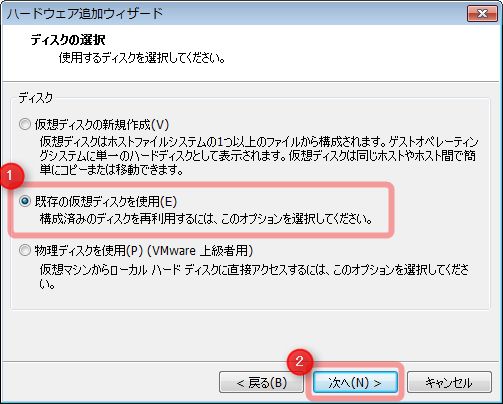 ハードウェア追加ウィザード
ディスクの選択
使用するディスクを選択してください。
ディスク
仮想ディスクの新規作成(V)
仮想ディスクはホストファイルシステムの1つ以上のファイルから構成されます。ゲストオペレーティ
ングシステムに単一のハードディスクとして表示されます。仮想ディスクは同じホストやホスト間で簡
単にコピーまたは移動できます。
1
既存の仮想ディスクを使用(E)
構成済みのディスクを再利用するには、このオプションを選択してください。
物理ディスクを使用(P) (VMware 上級者用)
仮想マシンからローカル ハード ディスクに直接アクセスするには、このオプションを選択してくださ
い。
2
< 戻る(B)
次へ(N) >
キャンセル